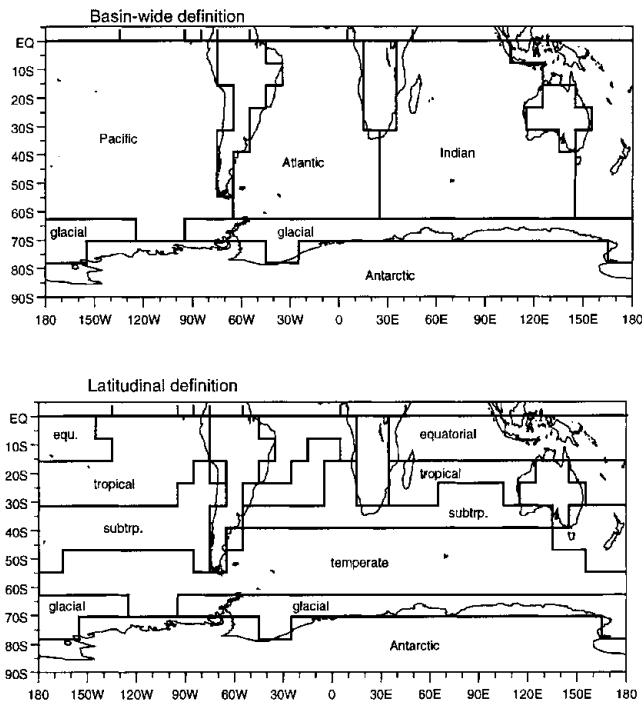 Basin-wide definition
EQ
10S
20S
30S
40S
50S
60S
70S
80S
90S
Pacific
Atlantic
Indian
glacial
glacial
Antarctic
180 150W 120W 90W 60W 30W 0 30E 60E 90E 120E 150E 180
Latitudinal definition
EQ
10S
20S
30S
40S
50S
60S
70S
80S
90S
equ.
equatorial
tropical
tropical
subtrp.
subtrp.
temperate
glacial
glacial
Antarctic
180 150W 120W 90W 60W 30W 0 30E 60E 90E 120E 150E 180